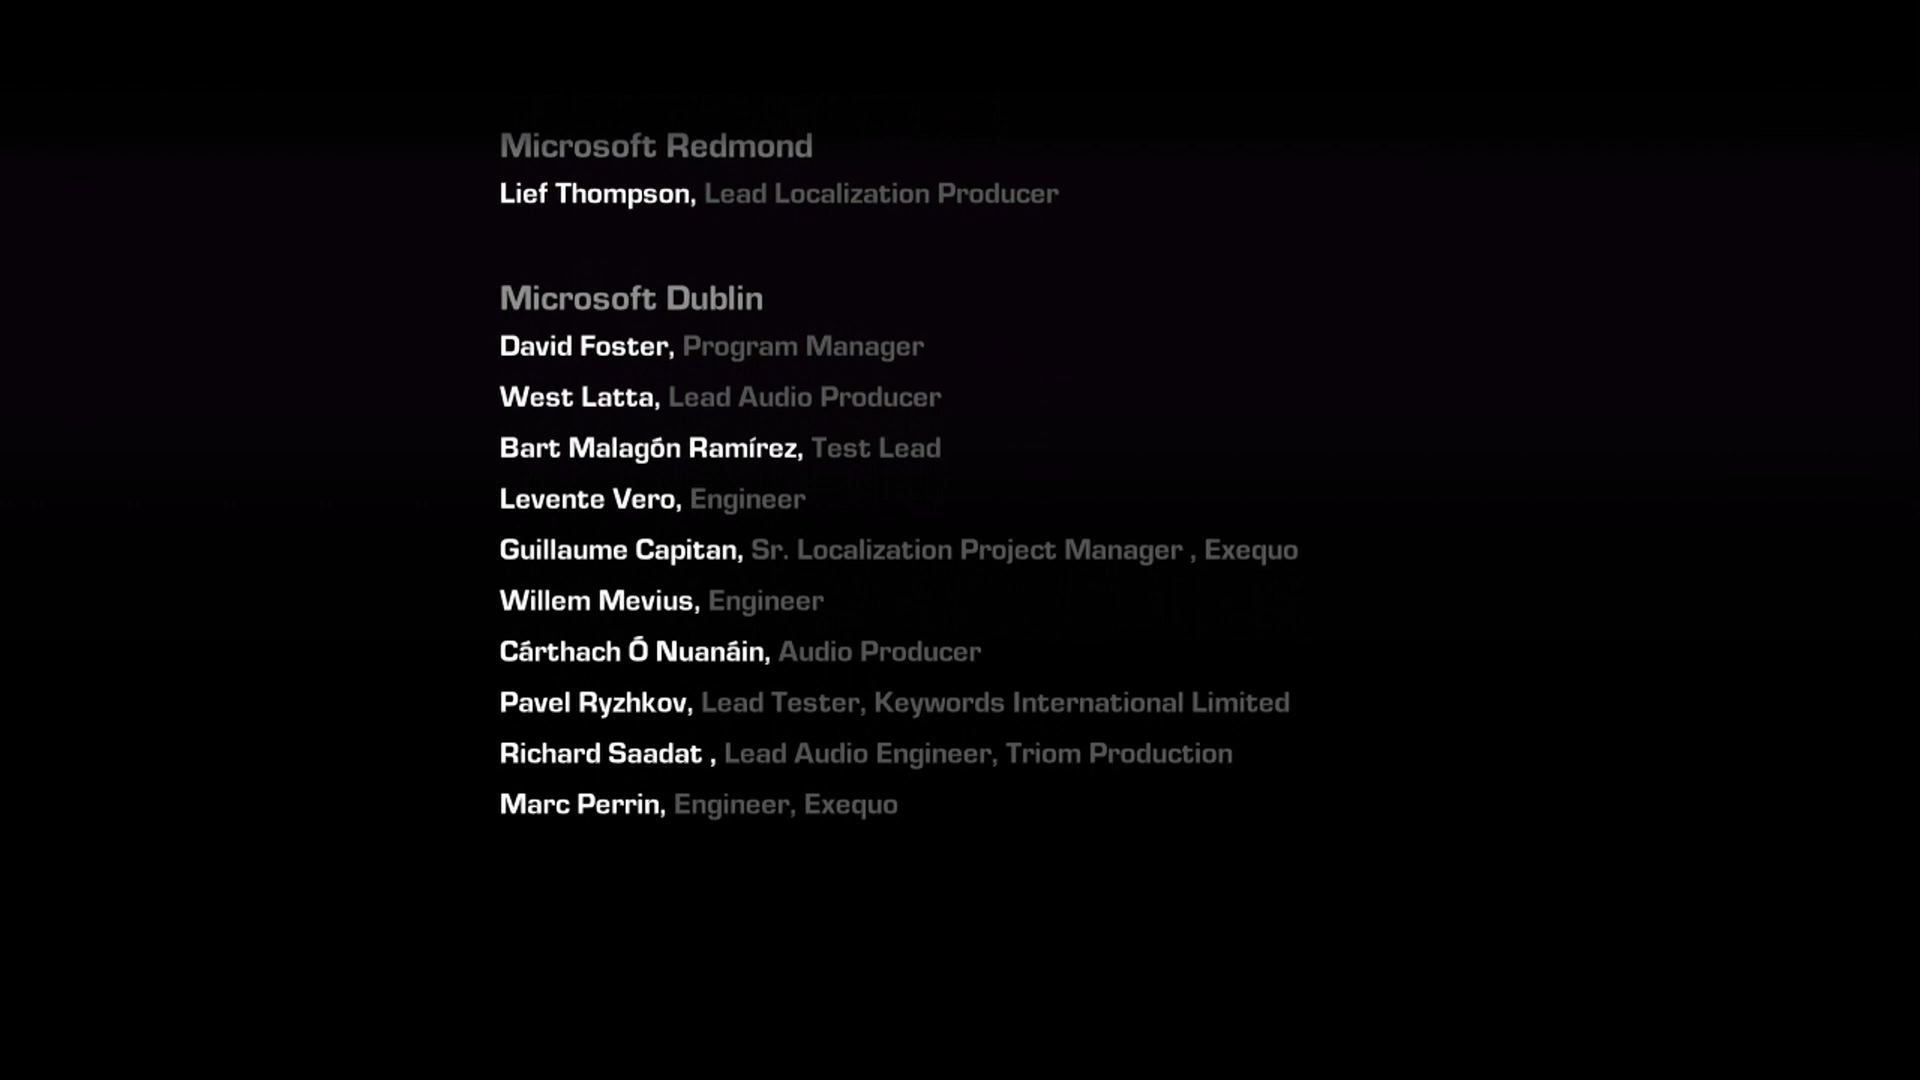 Microsoft Redmond
Lief Thompson, Lead Localization Producer
Microsoft Dublin
David Foster, Program Manager
West Latta, Lead Audio Producer
Bart Malagón Ramírez, Test Lead
Levente Vero, Engineer
Guillaume Capitan, Sr. Localization Project Manager , Exequo
Willem Mevius, Engineer
Cárthach Ó Nuanáin, Audio Producer
Pavel Ryzhkov, Lead Tester, Keywords International Limited
Richard Saadat , Lead Audio Engineer, Triom Production
Marc Perrin, Engineer, Exequo